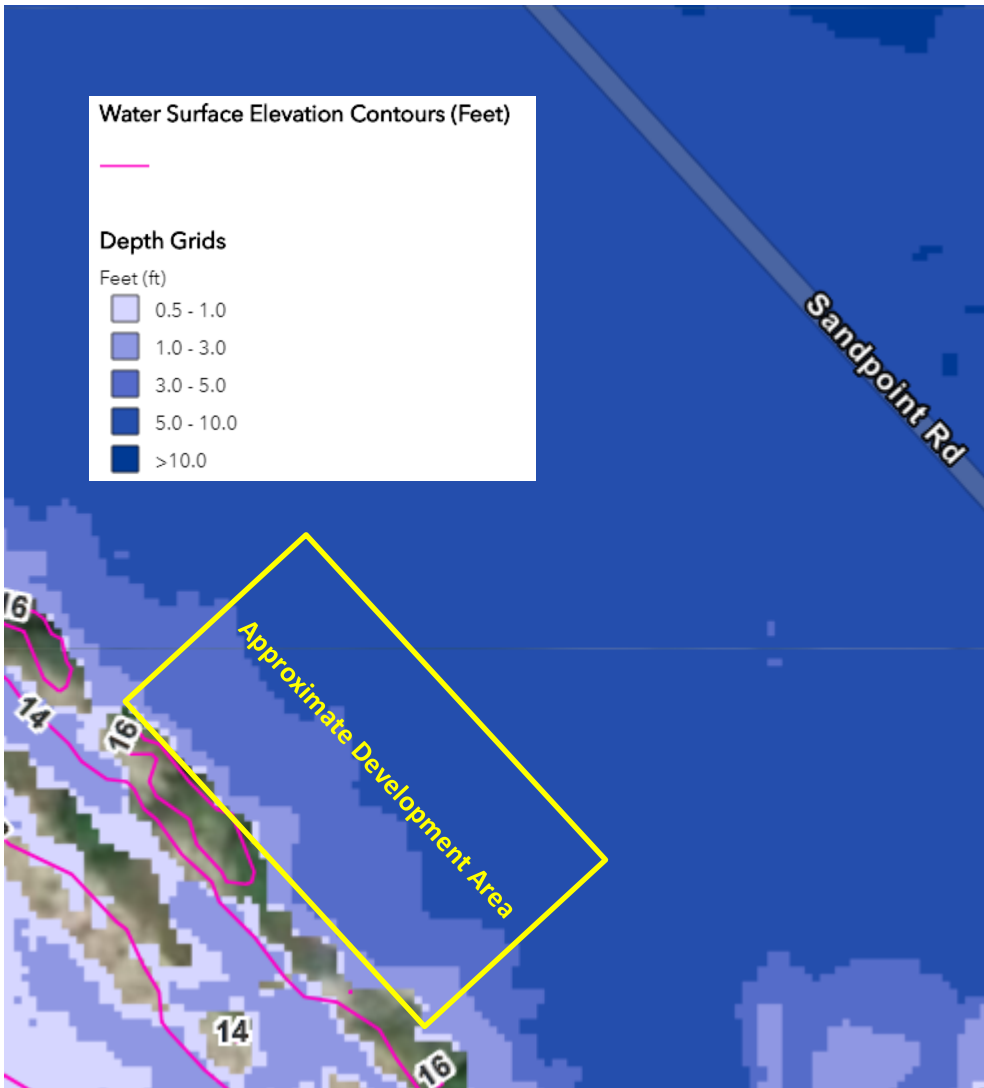 Water Surface Elevation Contours (Feet)
Depth Grids
Feet (ft)
0.5 - 1.0
1.0 - 3.0
3.0 - 5.0
5.0 - 10.0
>10.0
Sandpoint Rd
16
Approximate Development Area
14
16
14
16